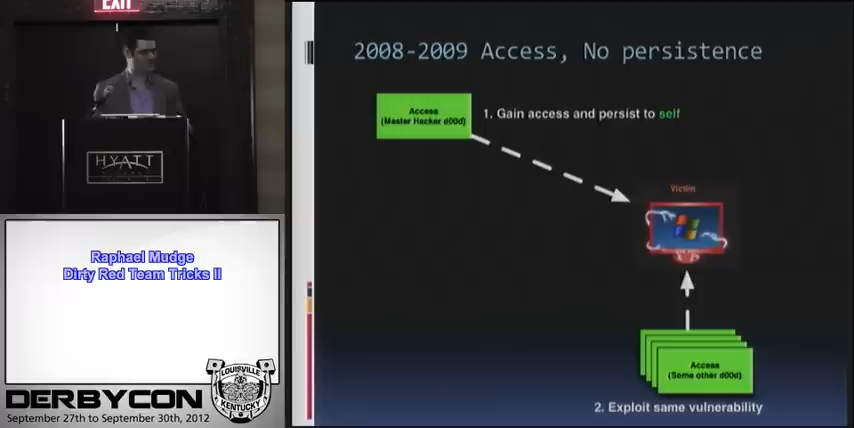 EXIT
HYATT
Raphael Mudge
Dirty Red Team Tricks II
LOUISVILLE
KENTUCKY
DERBYCON
September 27th to September 30th, 2012
2008-2009 Access, No persistence
Access
(Master Hacker d00d)
1. Gain access and persist to self
Victim
Access
(Some other d00d)
2. Exploit same vulnerability